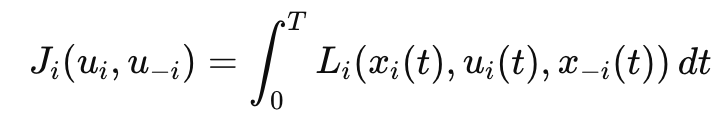 J_i(u_i, u_{-i}) = \int_0^T L_i(x_i(t), u_i(t), x_{-i}(t)) \, dt